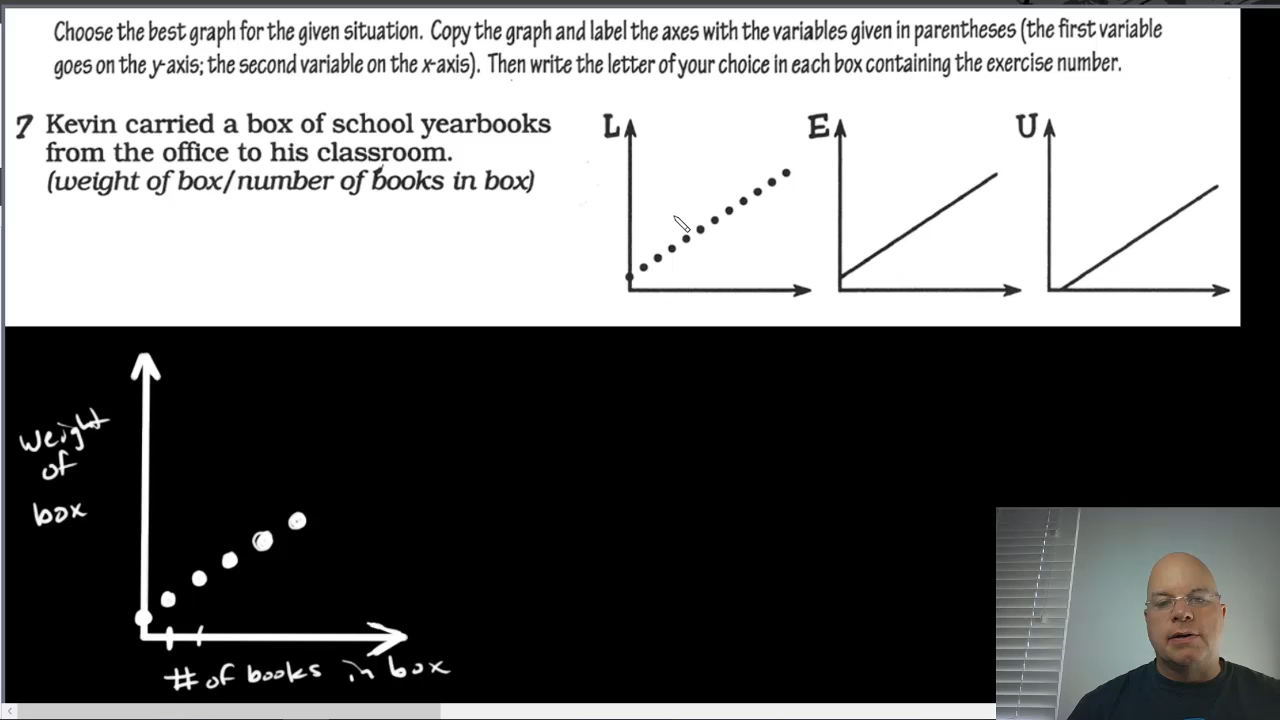 Choose the best graph for the given situation. Copy the graph and label the axes with the variables given in parentheses (the first variable
goes on the y-axis; the second variable on the x-axis). Then write the letter of your choice in each box containing the exercise number.
7 Kevin carried a box of school yearbooks
from the office to his classroom.
(weight of box/number of books in box)
L
E
U
Weight
of
box
# of books in box